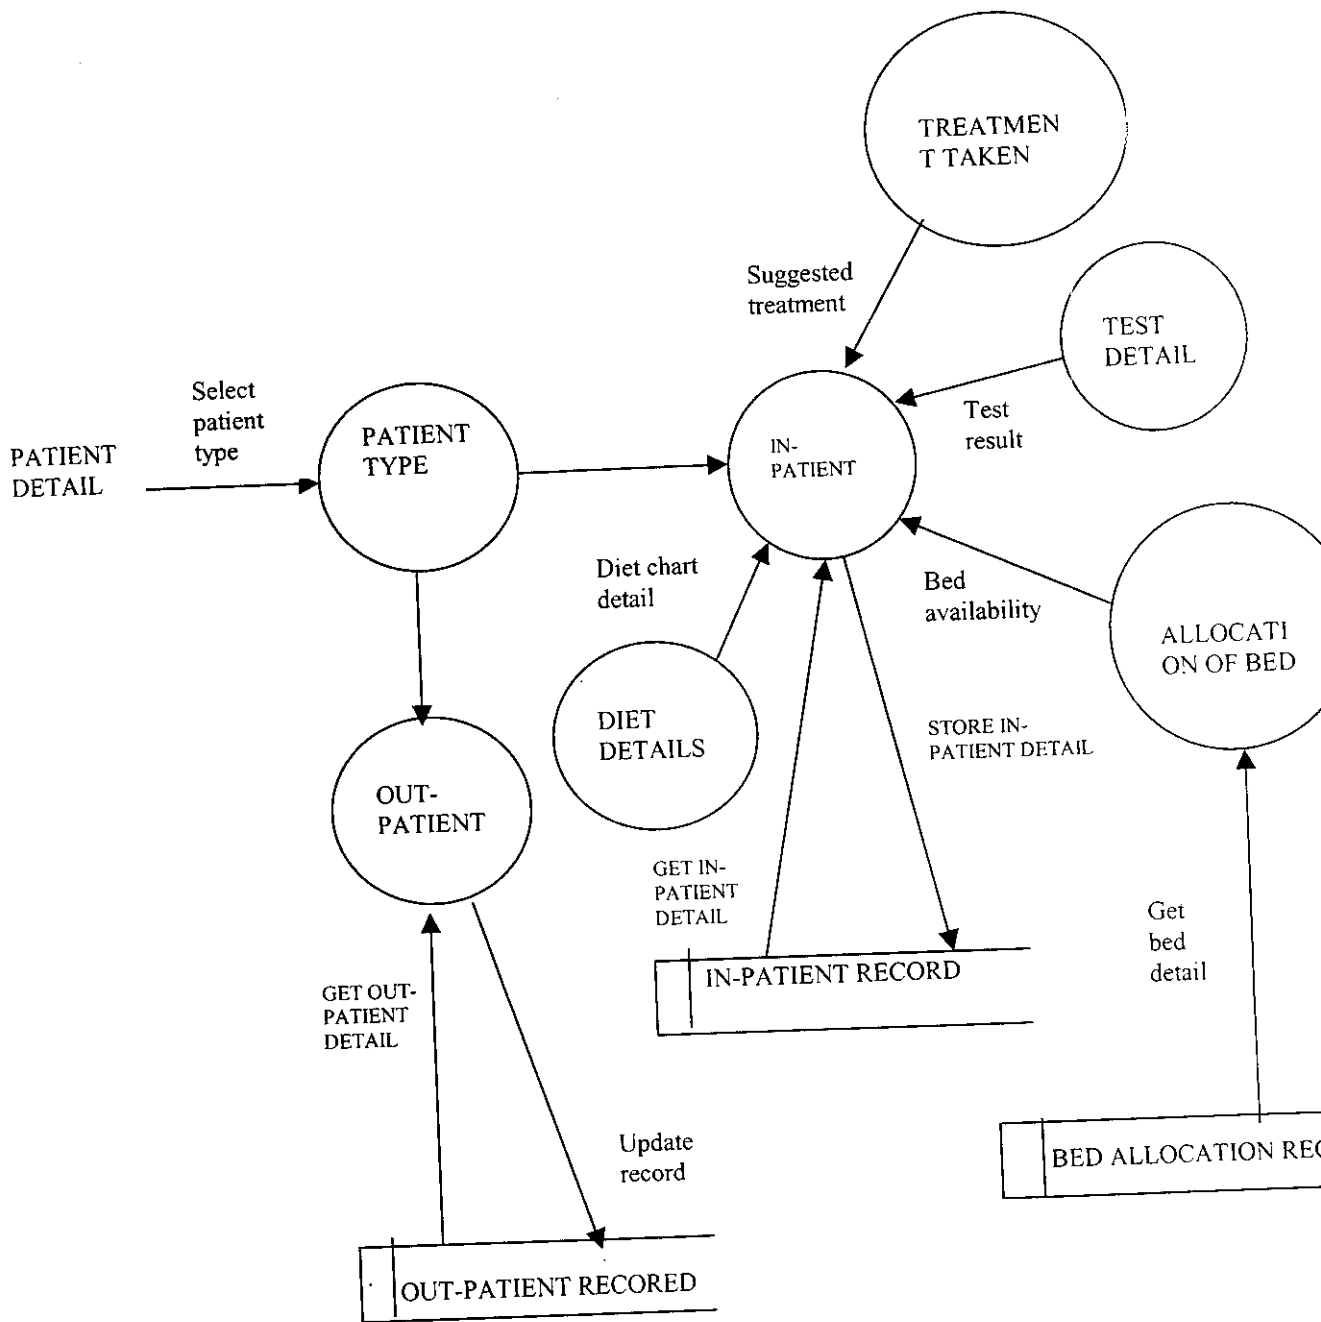 TREATMEN
T TAKEN
Suggested
treatment
TEST
DETAIL
Select
patient
type
PATIENT
DETAIL
PATIENT
TYPE
IN-
PATIENT
Test
result
Diet chart
detail
Bed
availability
ALLOCATI
ON OF BED
DIET
DETAILS
STORE IN-
PATIENT DETAIL
OUT-
PATIENT
GET IN-
PATIENT
DETAIL
Get
bed
detail
IN-PATIENT RECORD
GET OUT-
PATIENT
DETAIL
Update
record
BED ALLOCATION
OUT-PATIENT RECORED